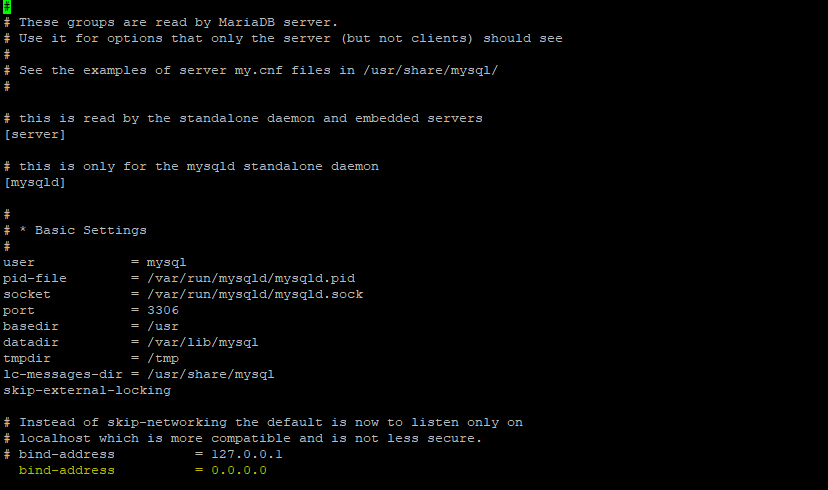 #
# These groups are read by MariaDB server.
# Use it for options that only the server (but not clients) should see
#
# See the examples of server my.cnf files in /usr/share/mysql/
#
# this is read by the standalone daemon and embedded servers
[server]
# this is only for the mysqld standalone daemon
[mysqld]
#
# * Basic Settings
#
user            = mysql
pid-file        = /var/run/mysqld/mysqld.pid
socket          = /var/run/mysqld/mysqld.sock
port            = 3306
basedir         = /usr
datadir         = /var/lib/mysql
tmpdir          = /tmp
lc-messages-dir = /usr/share/mysql
skip-external-locking
# Instead of skip-networking the default is now to listen only on
# localhost which is more compatible and is not less secure.
# bind-address          = 127.0.0.1
  bind-address          = 0.0.0.0